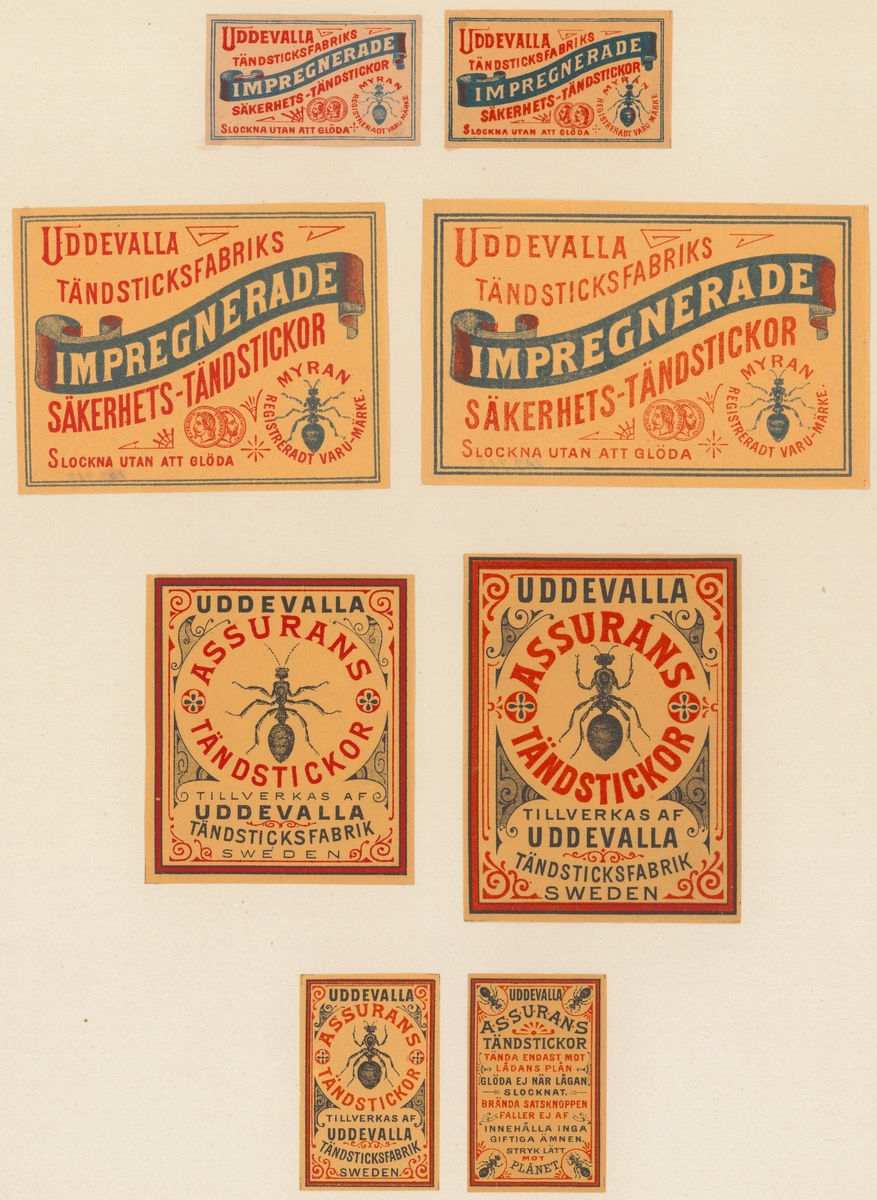 UDDEVALLA
TÄNDSTICKSFABRIKS
IMPREGNERADE
SÄKERHETS-TÄNDSTICKOR
MYRAN
REGISTRERADT VARU-MÄRKE.
SLOCKNA UTAN ATT GLÖDA
UDDEVALLA
TÄNDSTICKSFABRIKS
IMPREGNERADE
SÄKERHETS-TÄNDSTICKOR
MYRAN
REGISTRERADT VARU-MÄRKE
SLOCKNA UTAN ATT GLÖDA
UDDEVALLA
TÄNDSTICKSFABRIKS
IMPREGNERADE
SÄKERHETS-TÄNDSTICKOR
MYRAN
REGISTRERADT VARU-MÄRKE.
SLOCKNA UTAN ATT GLÖDA
UDDEVALLA
TÄNDSTICKSFABRIKS
IMPREGNERADE
SÄKERHETS-TÄNDSTICKOR
MYRAN
REGISTRERADT VARU-MÄRKE.
SLOCKNA UTAN ATT GLÖDA
UDDEVALLA
ASSURANS
TÄNDSTICKOR
TILLVERKAS AF
UDDEVALLA
TÄNDSTICKSFABRIK
SWEDEN
UDDEVALLA
ASSURANS
TÄNDSTICKOR
TILLVERKAS AF
UDDEVALLA
TÄNDSTICKSFABRIK
SWEDEN
UDDEVALLA
ASSURANS
TÄNDSTICKOR
TILLVERKAS AF
UDDEVALLA
TÄNDSTICKSFABRIK
SWEDEN.
UDDEVALLA
ASSURANS
TÄNDSTICKOR
TÄNDA ENDAST MOT
LÅDANS PLÅN
GLÖDA EJ NÄR LÅGAN
SLOCKNAT.
BRÄNDA SATSKNOPPEN
FALLER EJ AF
INNEHÅLLA INGA
GIFTIGA ÄMNEN.
STRYK LÄTT
MOT
PLÅNET